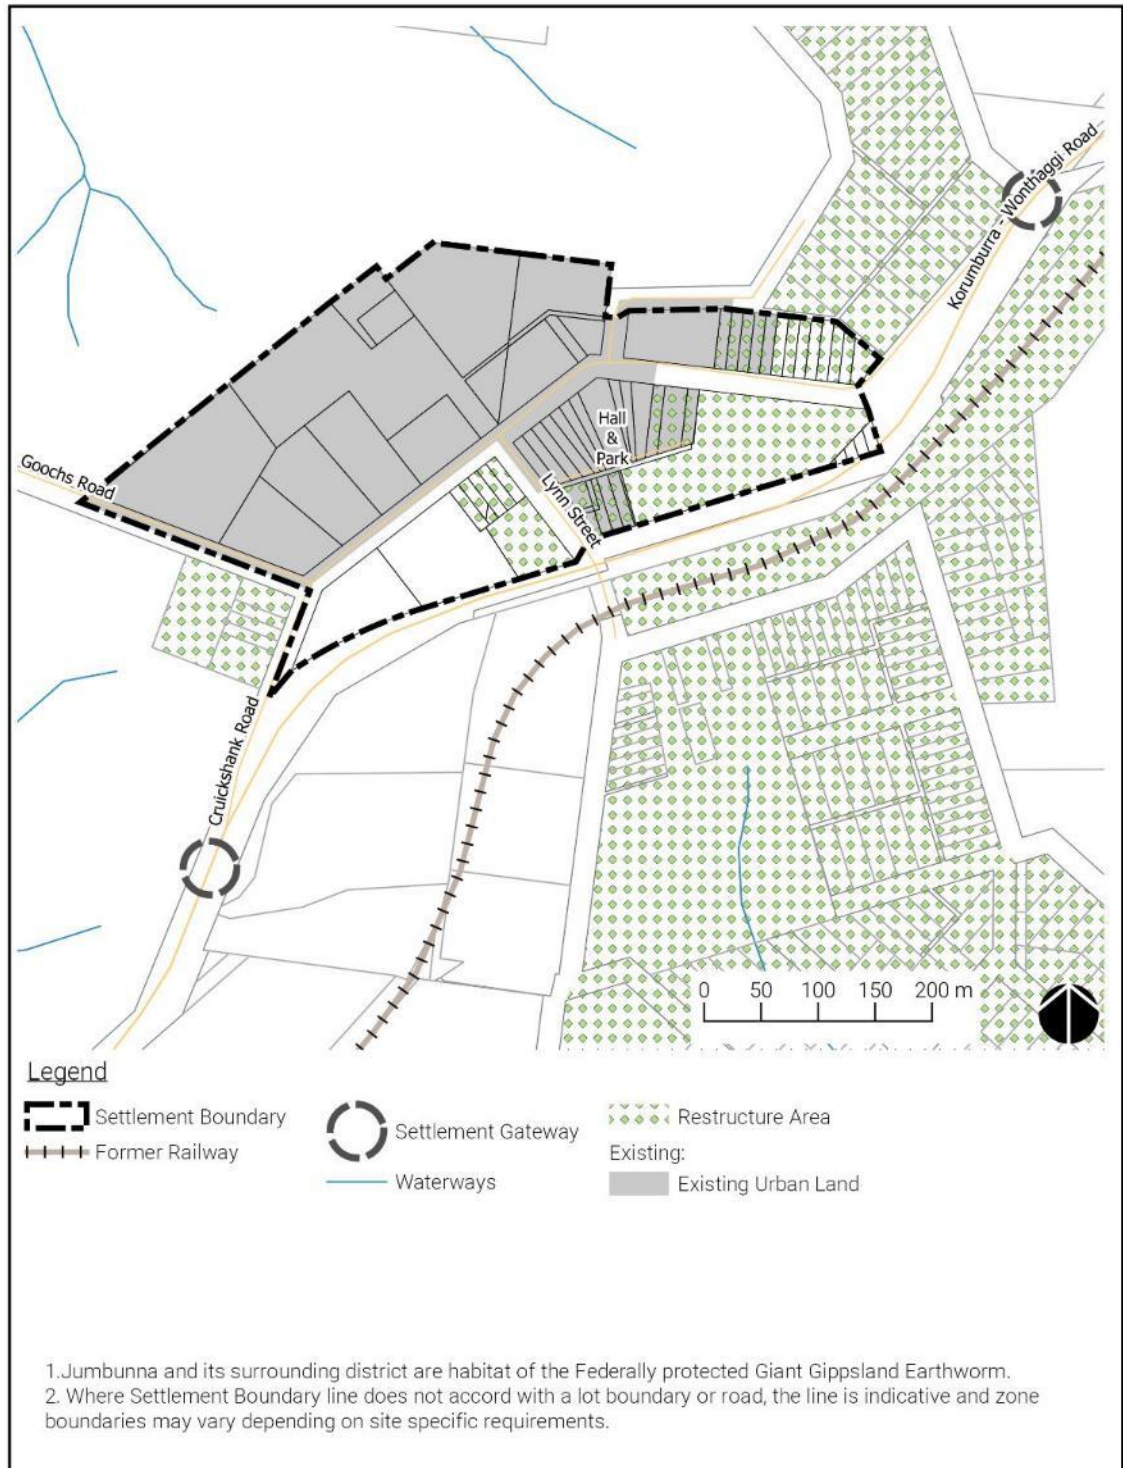 Korumburra - Wonthaggi Road
Hall
&
Park
Goochs Road
Lynn Street
Cruickshank Road
0 50 100 150 200 m
Legend
Settlement Boundary
Settlement Gateway
Restructure Area
Former Railway
Existing:
Waterways
Existing Urban Land
1.Jumbunna and its surrounding district are habitat of the Federally protected Giant Gippsland Earthworm.
2. Where Settlement Boundary line does not accord with a lot boundary or road, the line is indicative and zone
boundaries may vary depending on site specific requirements.